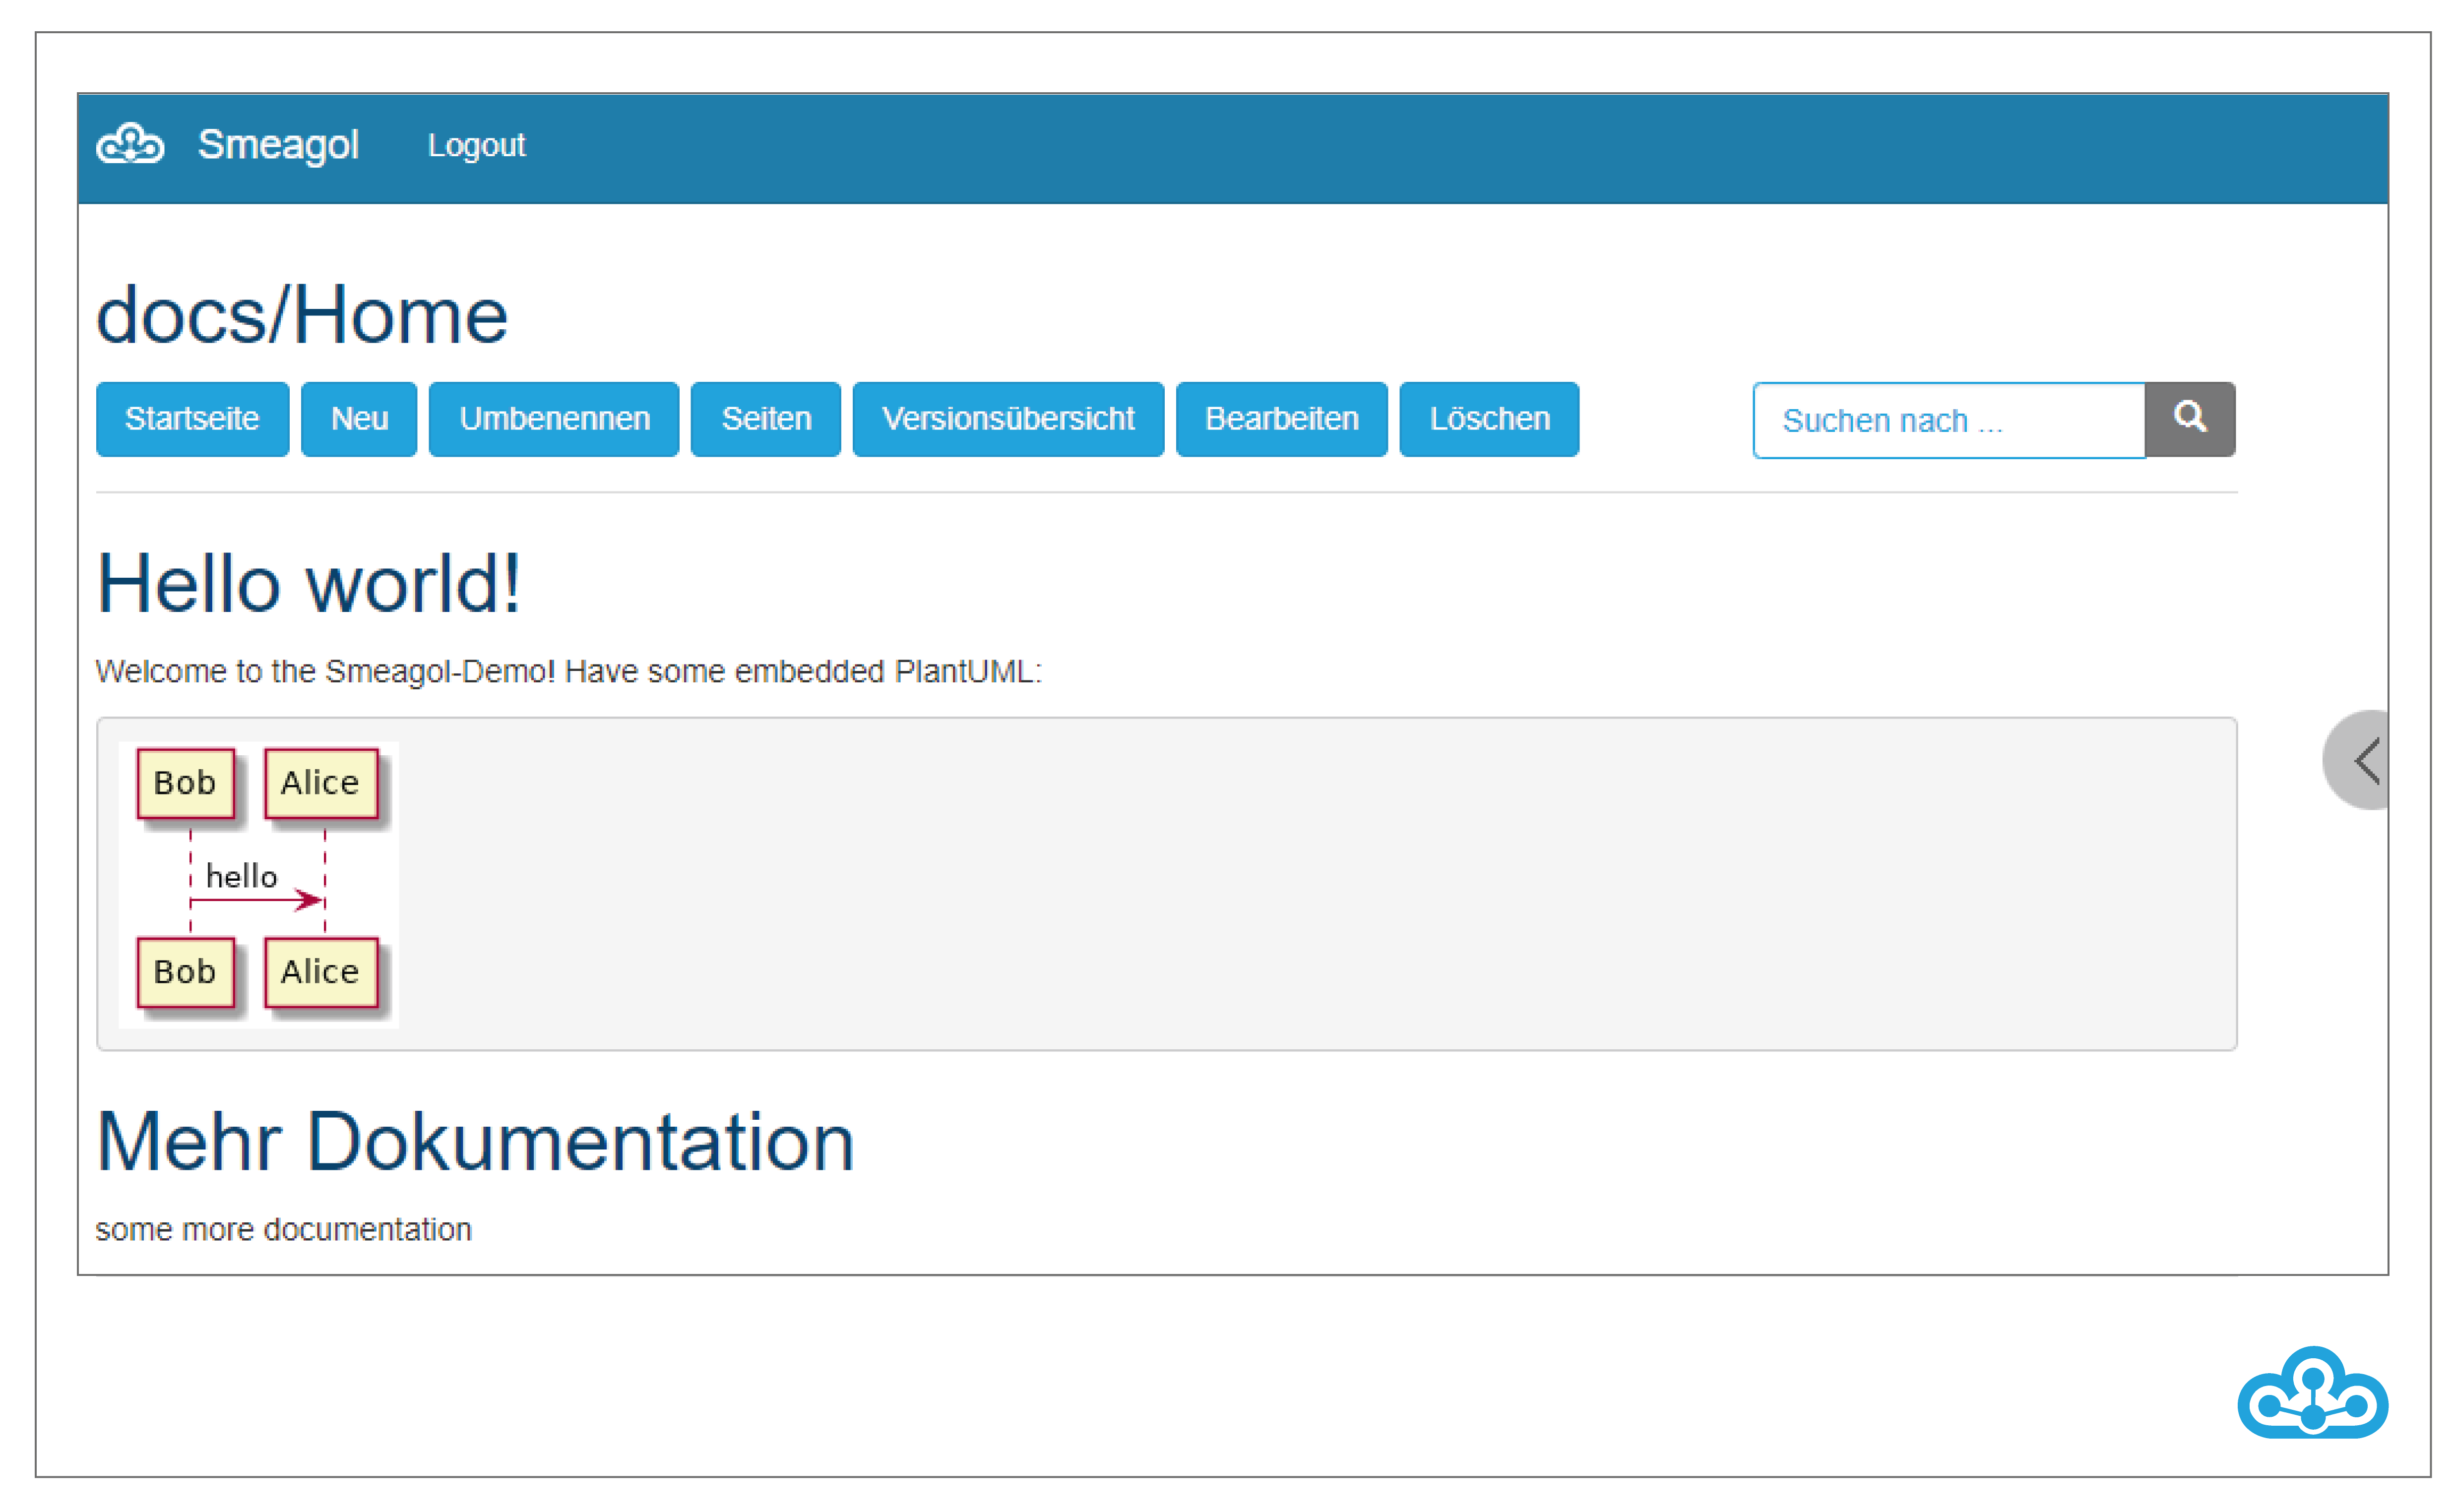 Smeagol Logout
docs/Home
Startseite Neu Umbenennen Seiten Versionsübersicht Bearbeiten Löschen Suchen nach ...
Hello world!
Welcome to the Smeagol-Demo! Have some embedded PlantUML:
Bob Alice
hello
Bob Alice
Mehr Dokumentation
some more documentation